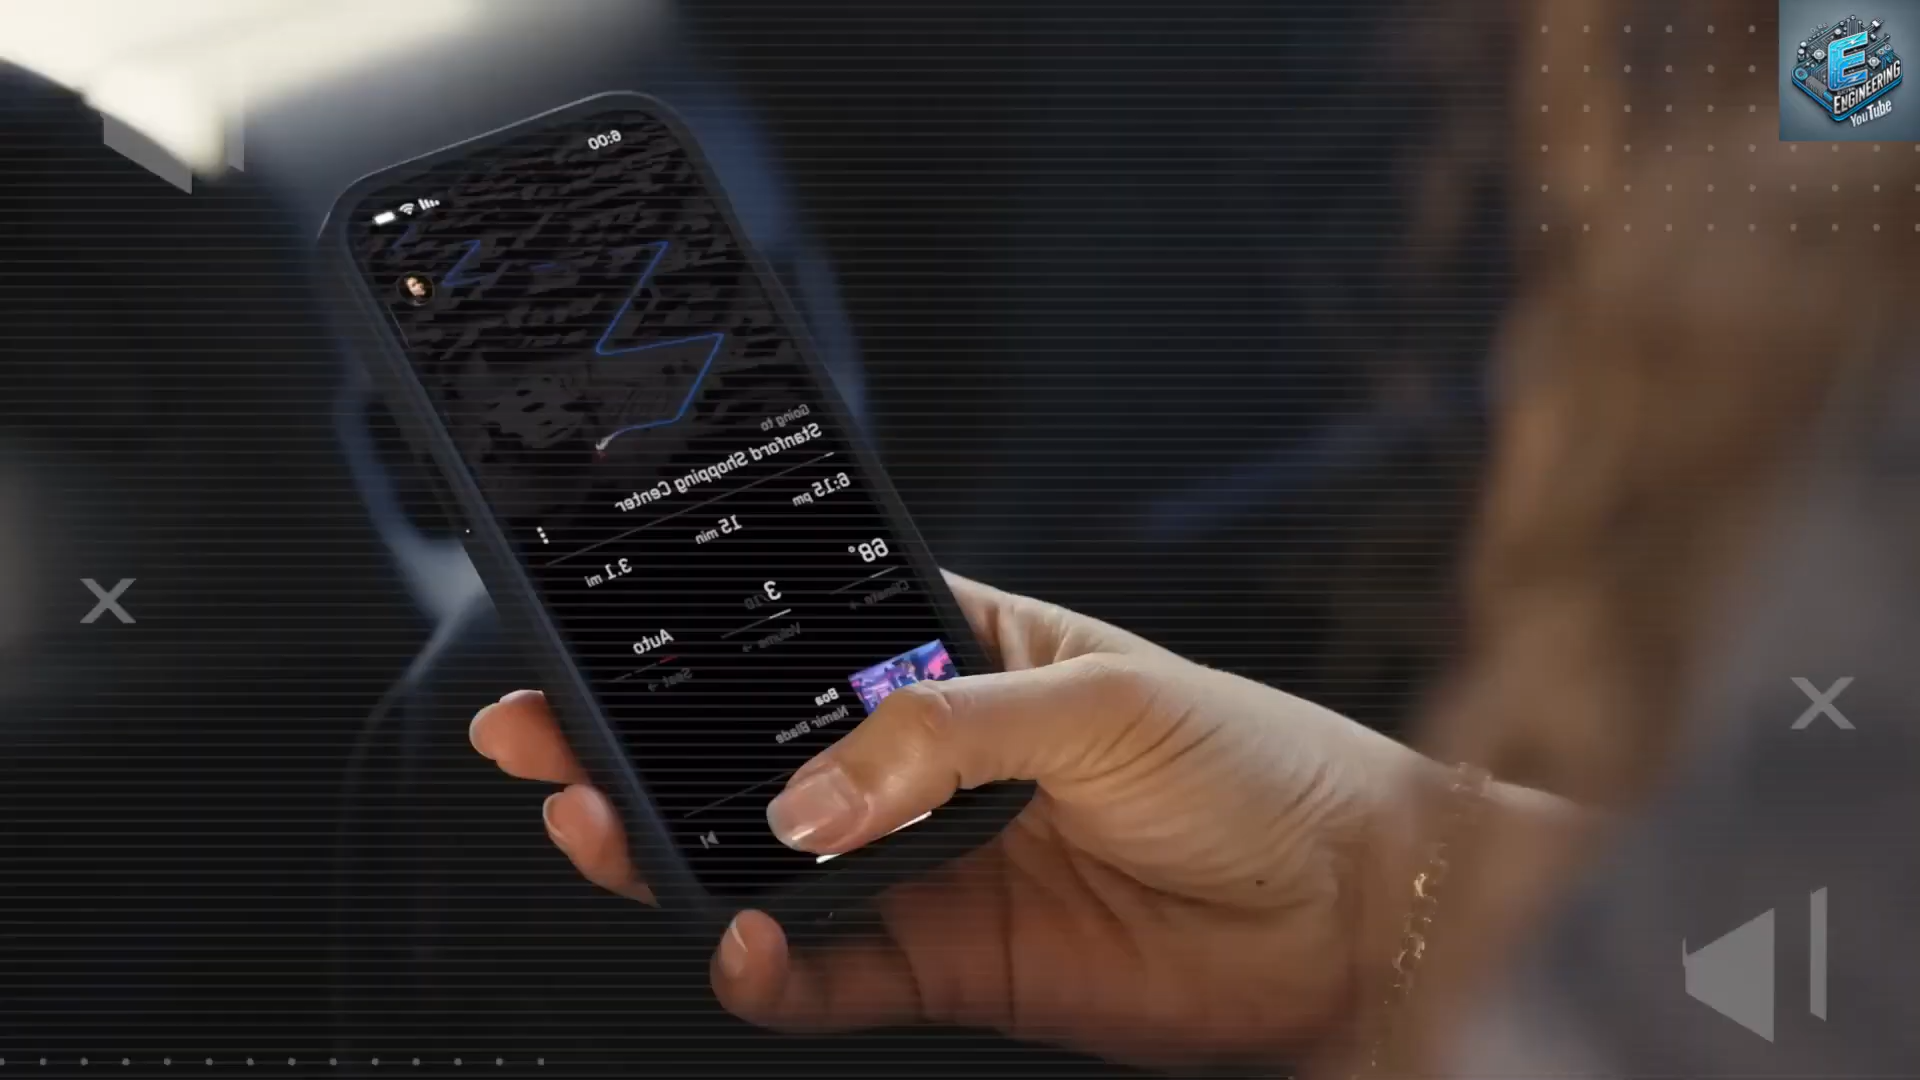 6:00
Going to
Stanford Shopping Center
6:15 pm
15 min
3.1 mi
68°
3/10
Auto
Climate →
Volume →
Seat →
Boa
Namir Blade
E
ENGINEERING
YouTube